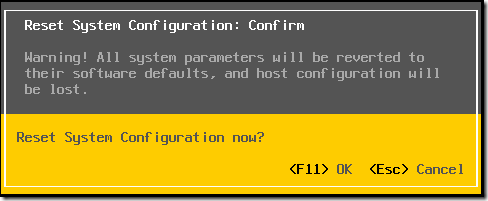 Reset System Configuration: Confirm
Warning! All system parameters will be reverted to
their software defaults, and host configuration will
be lost.
Reset System Configuration now?
<F11> OK <Esc> Cancel